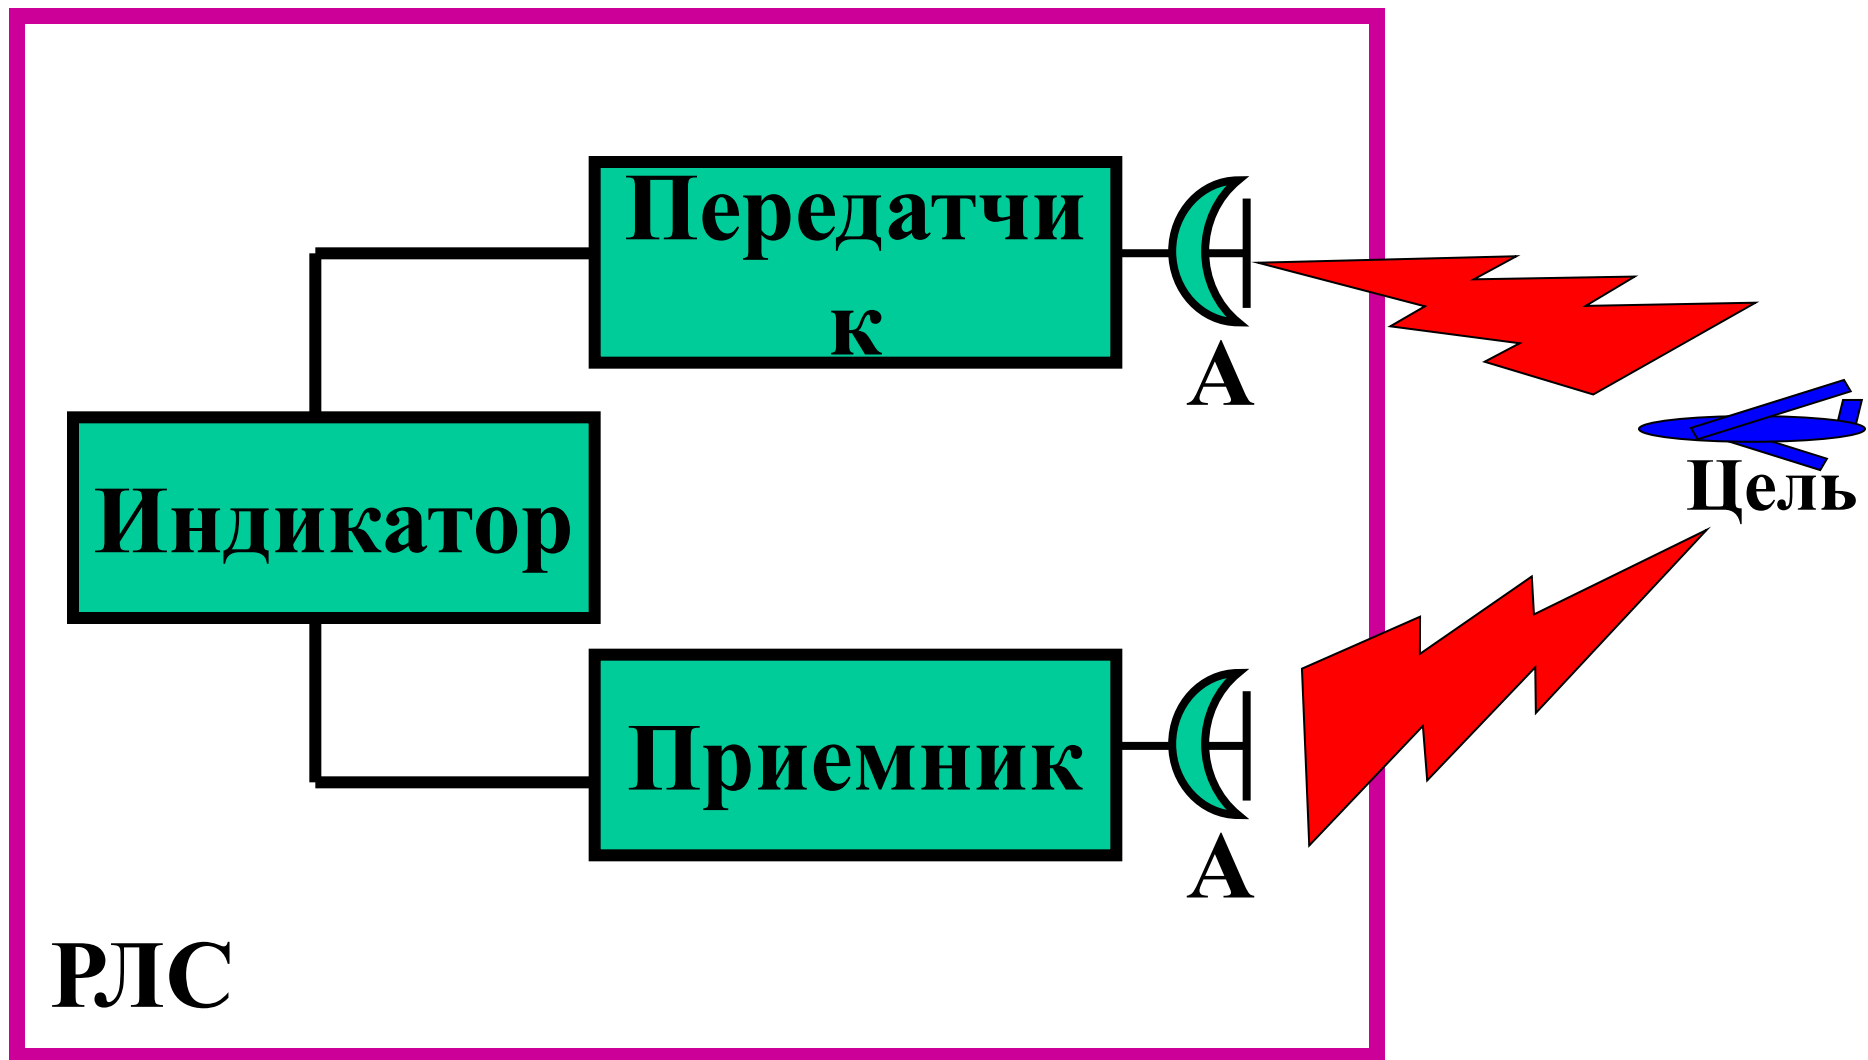 Передатчи
к
А
Индикатор
Цель
Приемник
А
РЛС